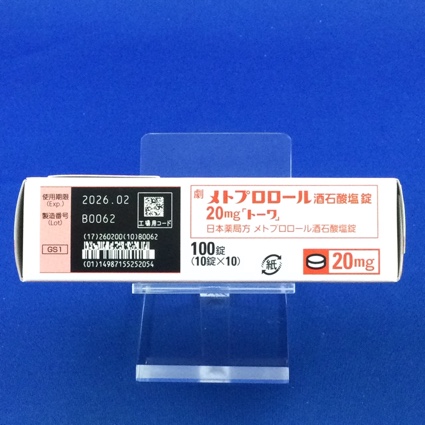 使用期限
(Exp.)
2026.02
製造番号
(Lot)
B0062
工場用コード
GS1
(17)260200(10)B0062
(01)14987155252054
劇 メトプロロール酒石酸塩 錠
20mg「トーワ」
日本薬局方 メトプロロール酒石酸塩錠
100錠
(10錠×10)
紙
20mg